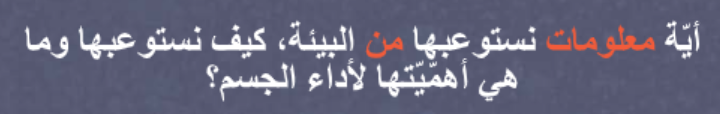 أيّة معلومات نستوعبها من البيئة، كيف نستوعبها وما
هي أهمّيّتها لأداء الجسم؟